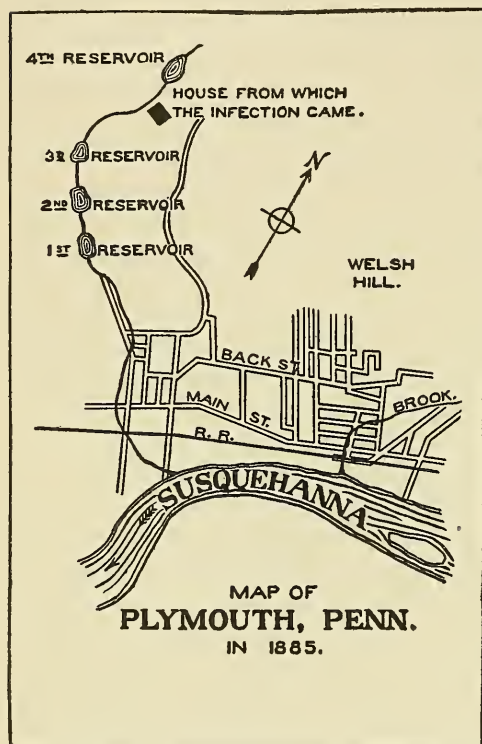 4TH RESERVOIR
HOUSE FROM WHICH
THE INFECTION CAME.
3D RESERVOIR
2ND RESERVOIR
1ST RESERVOIR
N
WELSH
HILL.
BACK ST.
MAIN ST.
BROOK.
R. R.
SUSQUEHANNA
MAP OF
PLYMOUTH, PENN.
IN 1885.